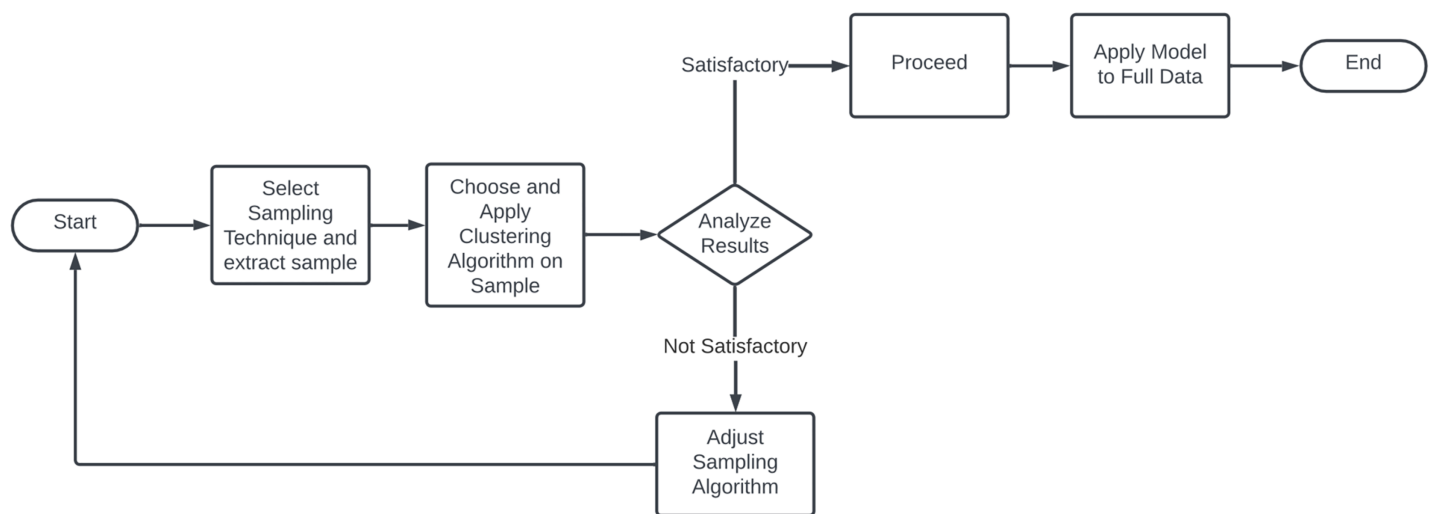 Start
Select
Sampling
Technique and
extract sample
Choose and
Apply
Clustering
Algorithm on
Sample
Analyze
Results
Satisfactory
Proceed
Apply Model
to Full Data
End
Not Satisfactory
Adjust
Sampling
Algorithm